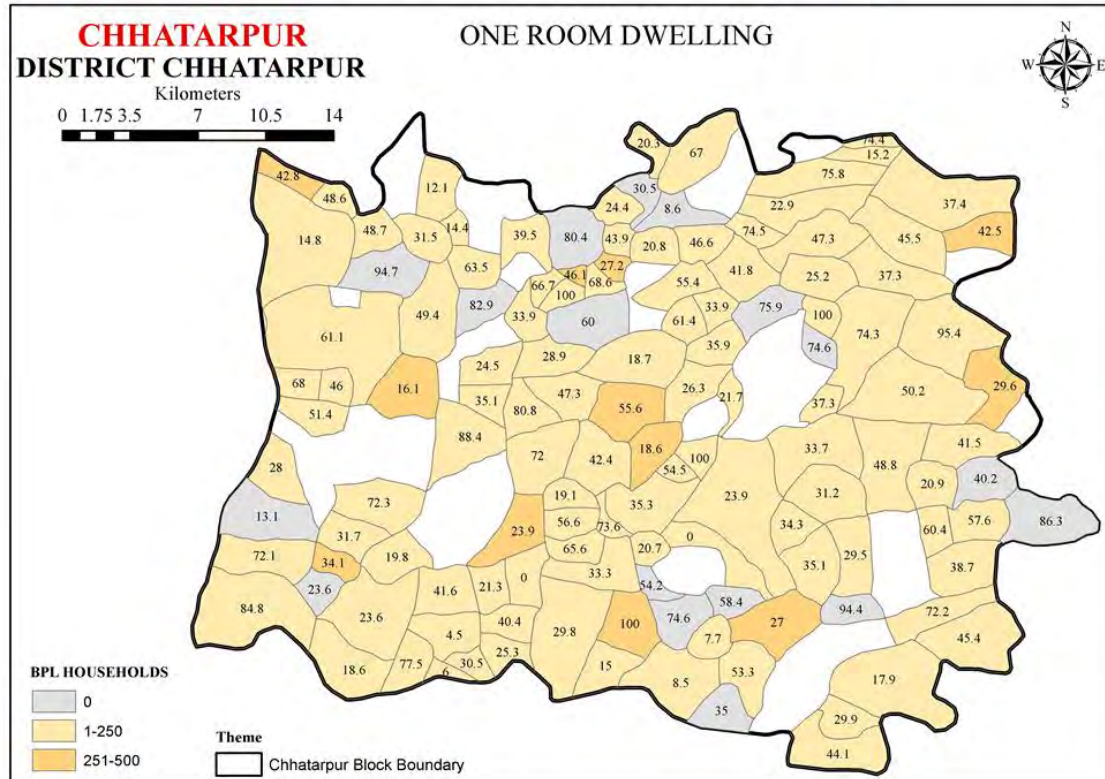 CHHATARPUR
DISTRICT CHHATARPUR
ONE ROOM DWELLING
N
W E
S
Kilometers
0 1.75 3.5 7 10.5 14
20.3 67 74.4
15.2
42.8 30.5 75.8
48.6 12.1 24.4 8.6 22.9 37.4
14.8 48.7 31.5 14.4 39.5 80.4 43.9 20.8 46.6 74.5 47.3 45.5 42.5
94.7 63.5 46.1 27.2 55.4 41.8 25.2 37.3
66.7 100 68.6
49.4 82.9 33.9 60 61.4 33.9 75.9 100
61.1 28.9 18.7 35.9 74.6 74.3 95.4
68 46 16.1 24.5 47.3 26.3 50.2 29.6
51.4 35.1 80.8 55.6 21.7 37.3
88.4 72 42.4 18.6 100 33.7 41.5
28 54.5 48.8
72.3 19.1 35.3 23.9 31.2 20.9 40.2
13.1 31.7 23.9 56.6 73.6 34.3 60.4 57.6 86.3
72.1 34.1 19.8 65.6 20.7 0 35.1 29.5 38.7
23.6 41.6 21.3 0 33.3 54.2
84.8 23.6 40.4 29.8 100 74.6 58.4 27 94.4 72.2
4.5 7.7 45.4
18.6 77.5 6 30.5 25.3 15 8.5 53.3 17.9
35 29.9
44.1
BPL HOUSEHOLDS
0
1-250
251-500
Theme
Chhatarpur Block Boundary